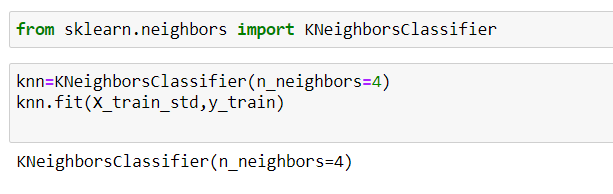 from sklearn.neighbors import KNeighborsClassifier
knn=KNeighborsClassifier(n_neighbors=4)
knn.fit(X_train_std,y_train)
KNeighborsClassifier(n_neighbors=4)